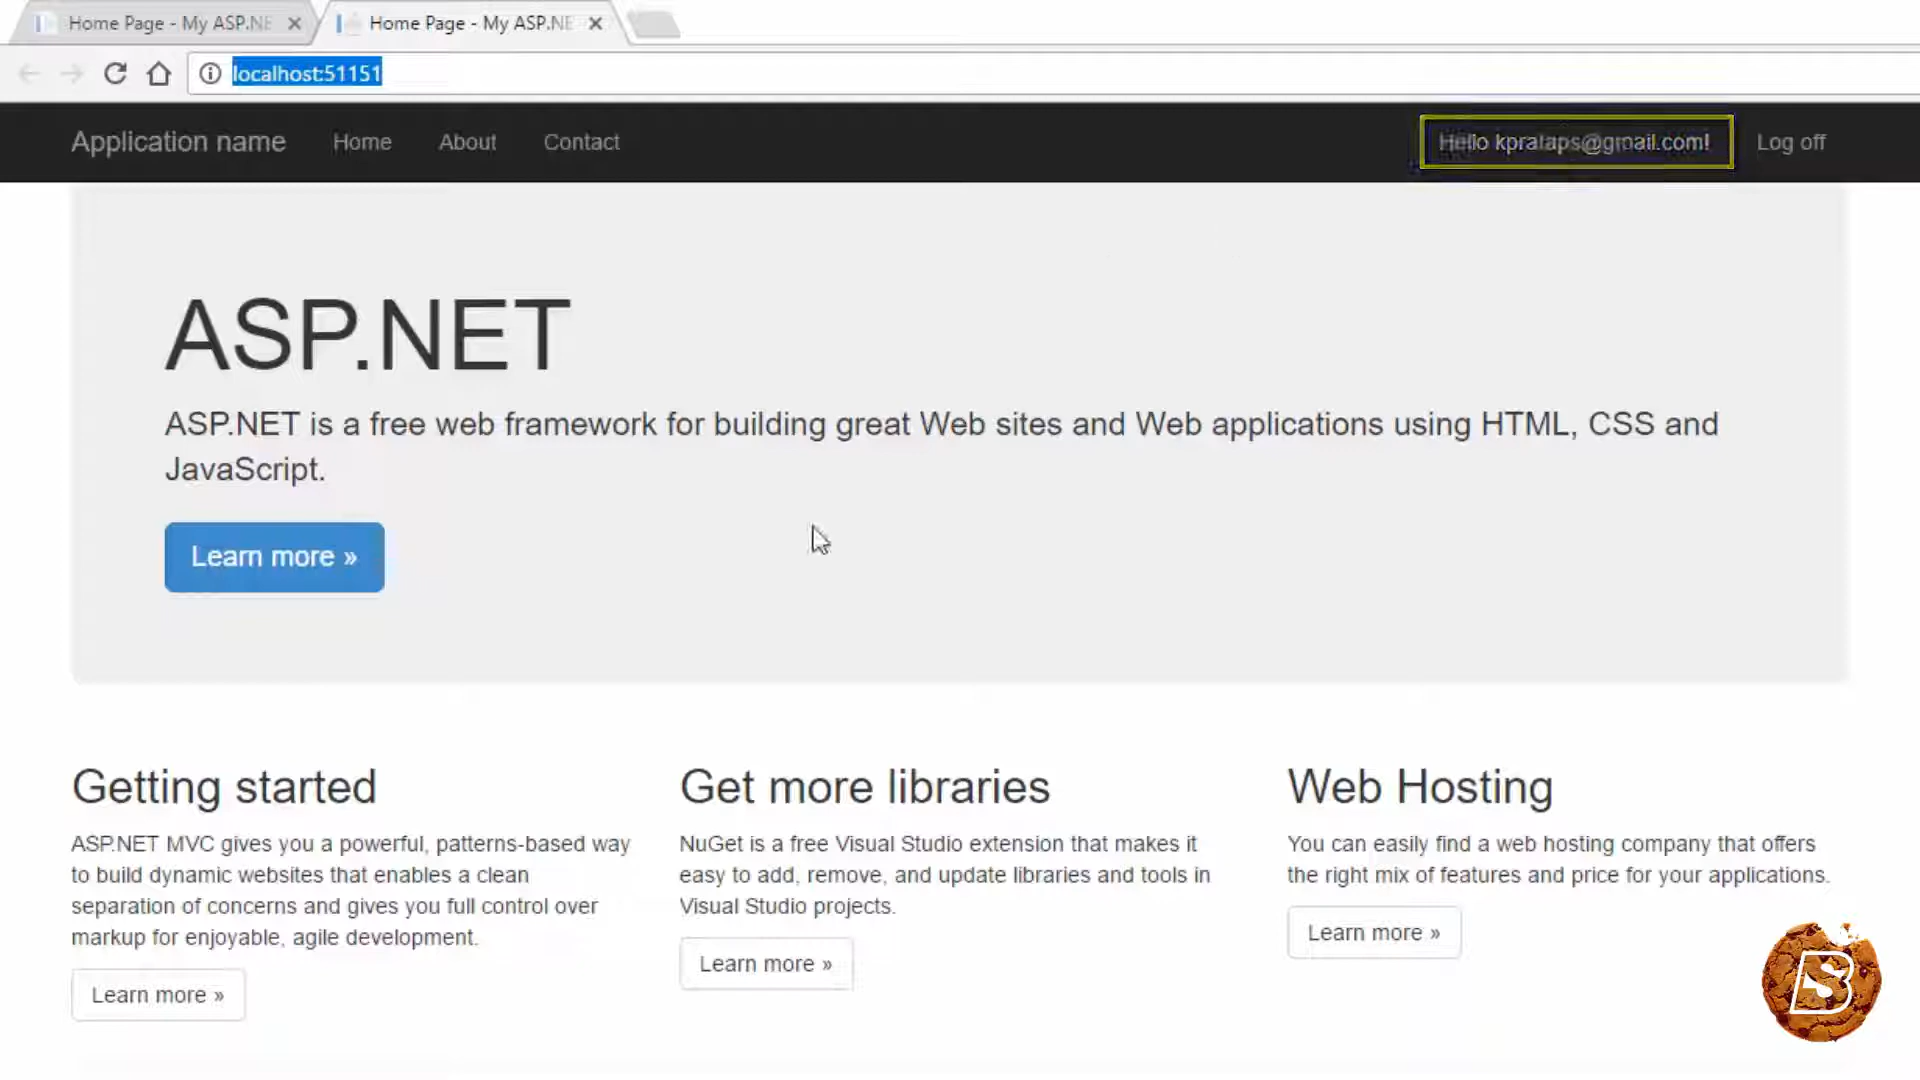 Home Page - My ASP.NE
Home Page - My ASP.NE
localhost:51151
Application name Home About Contact Hello kprataps@gmail.com! Log off
ASP.NET
ASP.NET is a free web framework for building great Web sites and Web applications using HTML, CSS and
JavaScript.
Learn more »
Getting started
ASP.NET MVC gives you a powerful, patterns-based way
to build dynamic websites that enables a clean
separation of concerns and gives you full control over
markup for enjoyable, agile development.
Learn more »
Get more libraries
NuGet is a free Visual Studio extension that makes it
easy to add, remove, and update libraries and tools in
Visual Studio projects.
Learn more »
Web Hosting
You can easily find a web hosting company that offers
the right mix of features and price for your applications.
Learn more »